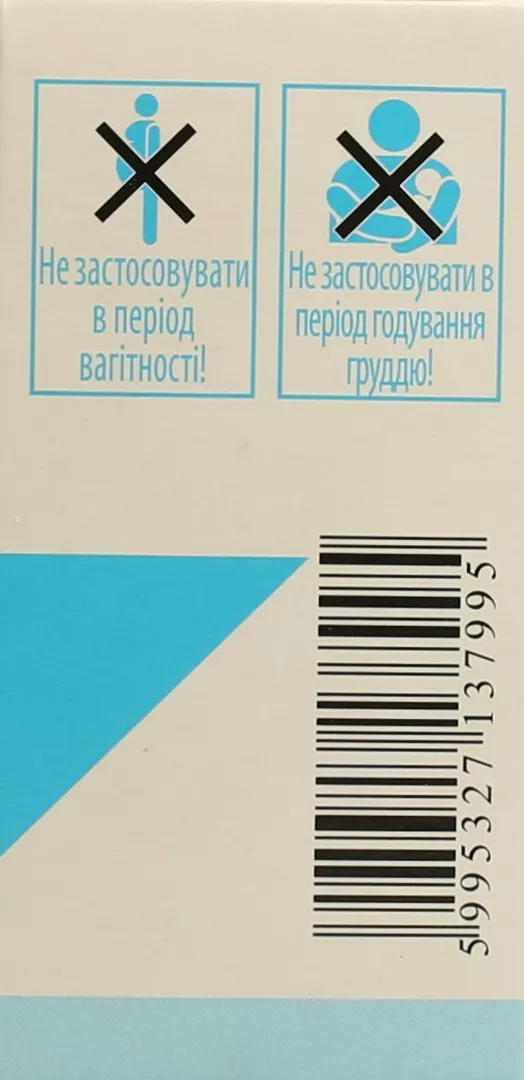 Не застосовувати
в період
вагітності!
Не застосовувати в
період годування
груддю!
5 995327 137995